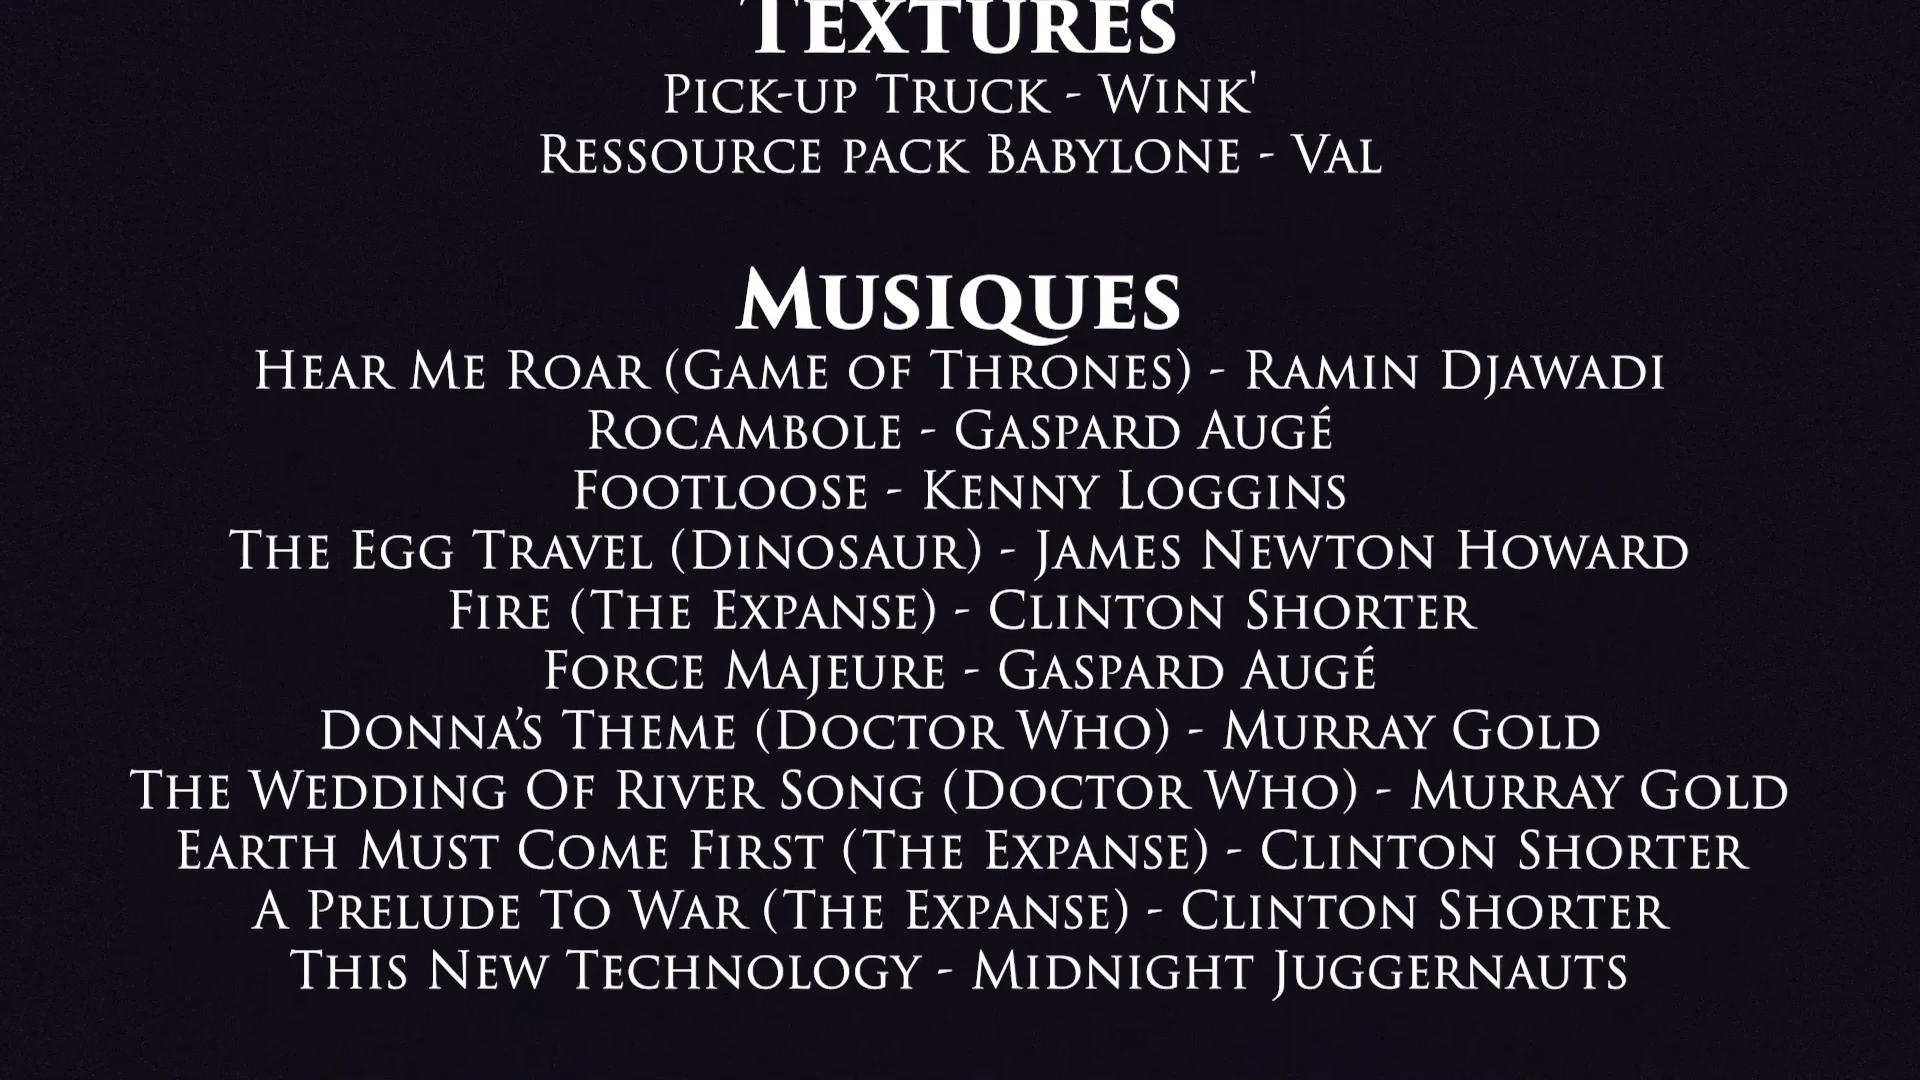 Textures
Pick-up Truck - Wink'
Ressource pack Babylone - Val
Musiques
Hear Me Roar (Game of Thrones) - Ramin Djawadi
Rocambole - Gaspard Augé
Footloose - Kenny Loggins
The Egg Travel (Dinosaur) - James Newton Howard
Fire (The Expanse) - Clinton Shorter
Force Majeure - Gaspard Augé
Donna’s Theme (Doctor Who) - Murray Gold
The Wedding Of River Song (Doctor Who) - Murray Gold
Earth Must Come First (The Expanse) - Clinton Shorter
A Prelude To War (The Expanse) - Clinton Shorter
This New Technology - Midnight Juggernauts